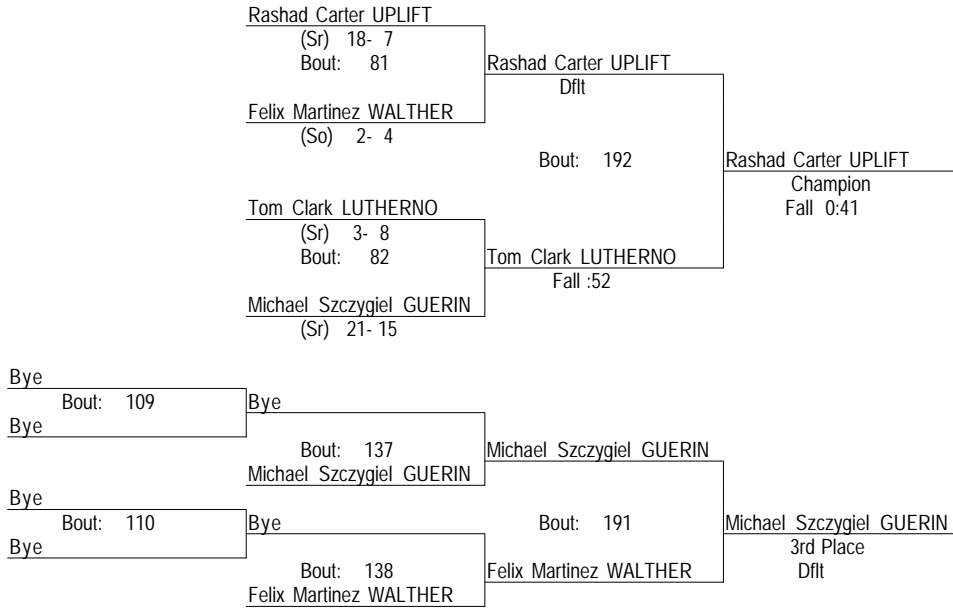 Rashad Carter UPLIFT
(Sr) 18- 7
Bout: 81
Rashad Carter UPLIFT
Dflt
Felix Martinez WALTHER
(So) 2- 4
Bout: 192
Rashad Carter UPLIFT
Champion
Fall 0:41
Tom Clark LUTHERNO
(Sr) 3- 8
Bout: 82
Tom Clark LUTHERNO
Fall :52
Michael Szczygiel GUERIN
(Sr) 21- 15
Bye
Bout: 109
Bye
Bye
Bout: 137
Michael Szczygiel GUERIN
Michael Szczygiel GUERIN
Bye
Bout: 110
Bye
Bye
Bout: 191
Michael Szczygiel GUERIN
3rd Place
Dflt
Bout: 138
Felix Martinez WALTHER
Felix Martinez WALTHER